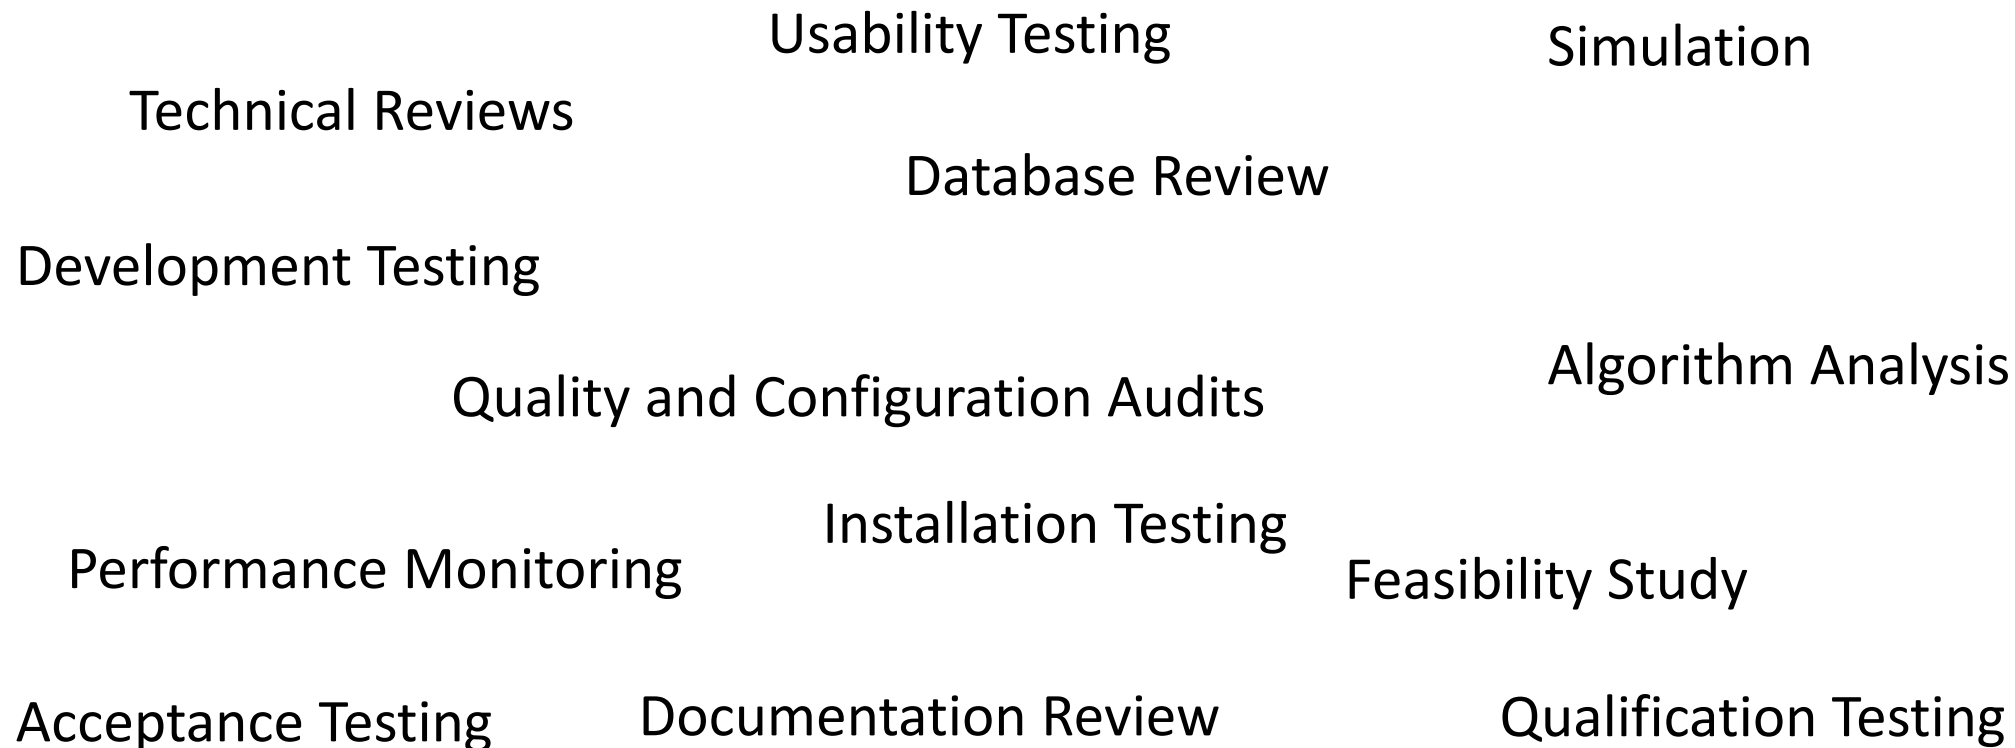 Usability Testing
Simulation
Technical Reviews
Database Review
Development Testing
Algorithm Analysis
Quality and Configuration Audits
Installation Testing
Performance Monitoring
Feasibility Study
Acceptance Testing
Documentation Review
Qualification Testing